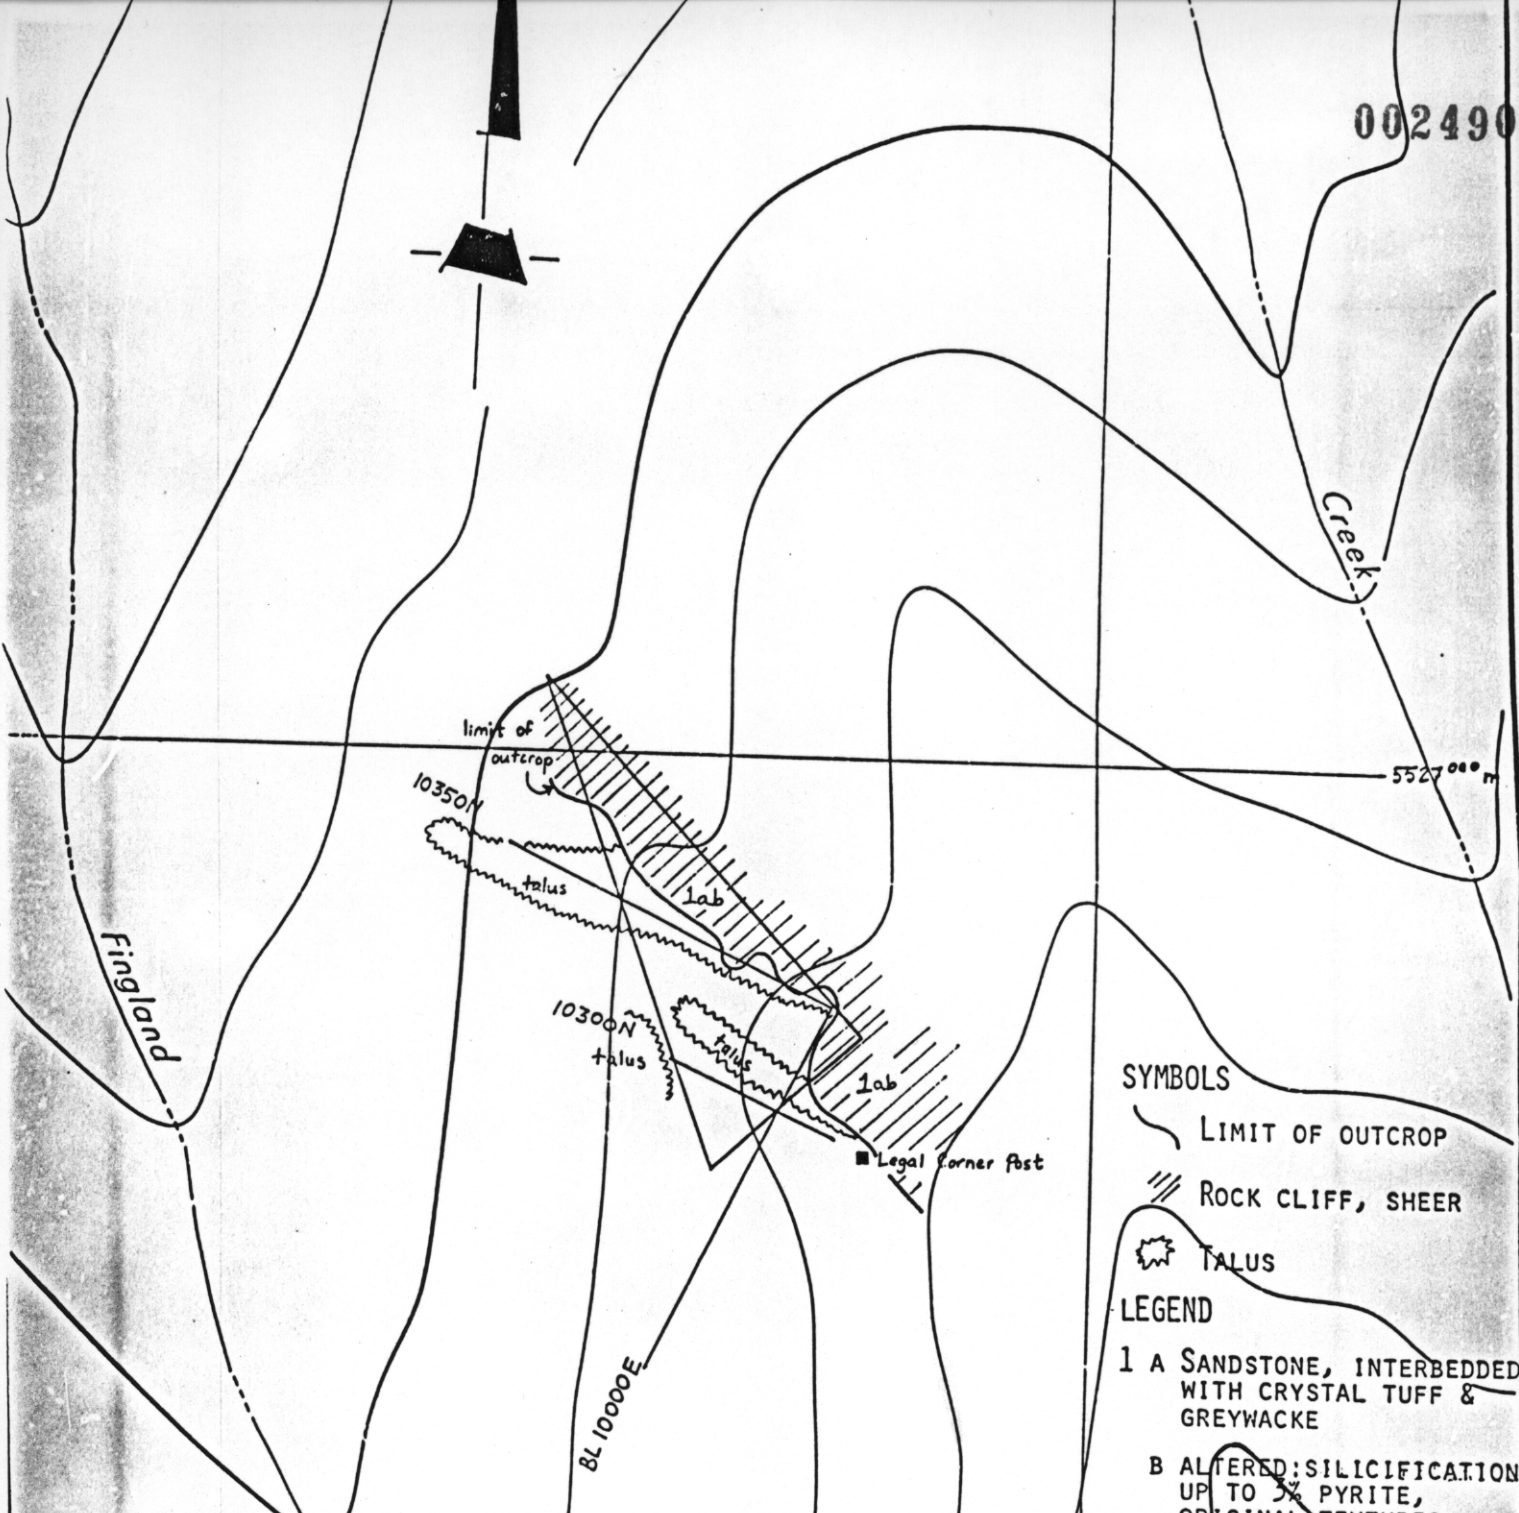 002490
Creek
limit of
outcrop
5527000 m
10350N
talus
1ab
Fingland
10300N
talus
talus
1ab
Legal Corner Post
BL 10000E
SYMBOLS
LIMIT OF OUTCROP
ROCK CLIFF, SHEER
TALUS
LEGEND
1 A SANDSTONE, INTERBEDDED
WITH CRYSTAL TUFF &
GREYWACKE
B ALTERED: SILICIFICATION
UP TO 3% PYRITE,